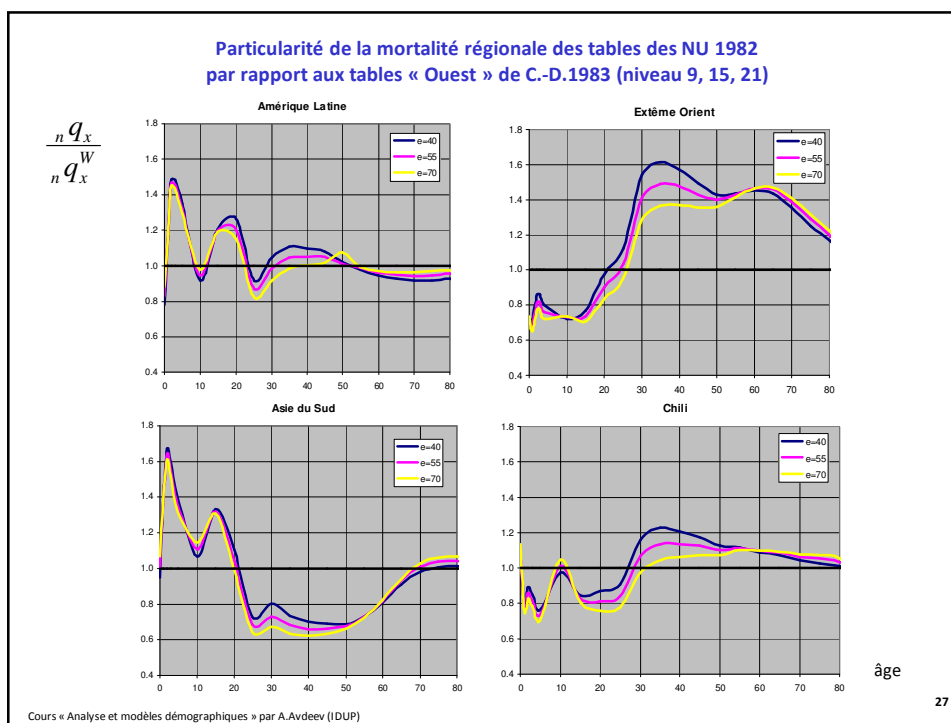 Particularité de la mortalité régionale des tables des NU 1982
par rapport aux tables « Ouest » de C.-D.1983 (niveau 9, 15, 21)
n q x
n q x W
Amérique Latine
1.8
1.6
1.4
1.2
1.0
0.8
0.6
0.4
0 10 20 30 40 50 60 70 80
e=40
e=55
e=70
Extême Orient
1.8
1.6
1.4
1.2
1.0
0.8
0.6
0.4
0 10 20 30 40 50 60 70 80
e=40
e=55
e=70
Asie du Sud
1.8
1.6
1.4
1.2
1.0
0.8
0.6
0.4
0 10 20 30 40 50 60 70 80
e=40
e=55
e=70
Chili
1.8
1.6
1.4
1.2
1.0
0.8
0.6
0.4
0 10 20 30 40 50 60 70 80
e=40
e=55
e=70
âge
Cours « Analyse et modèles démographiques » par A.Avdeev (IDUP)
27